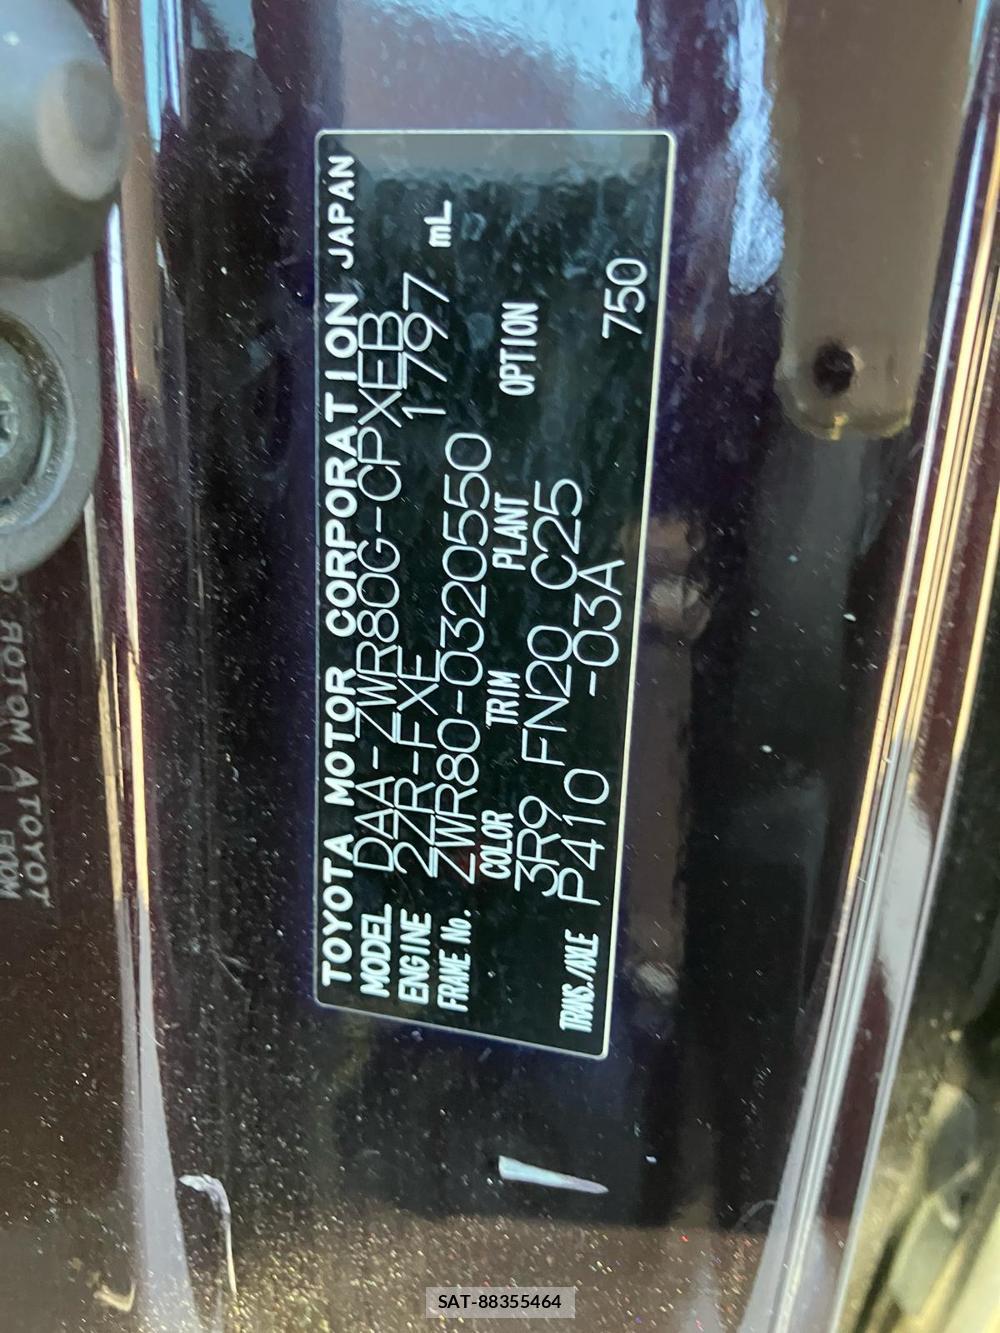 TOYOTA MOTOR CORPORATION JAPAN
MODEL DAA-ZWR80G-CPXEB
ENGINE 2ZR-FXE 1797 mL
FRAME No. ZWR80-0320550
COLOR TRIM PLANT OPTION
3R9 FN20 C25
TRANS./AXLE P410 -03A 750
SAT-88355464